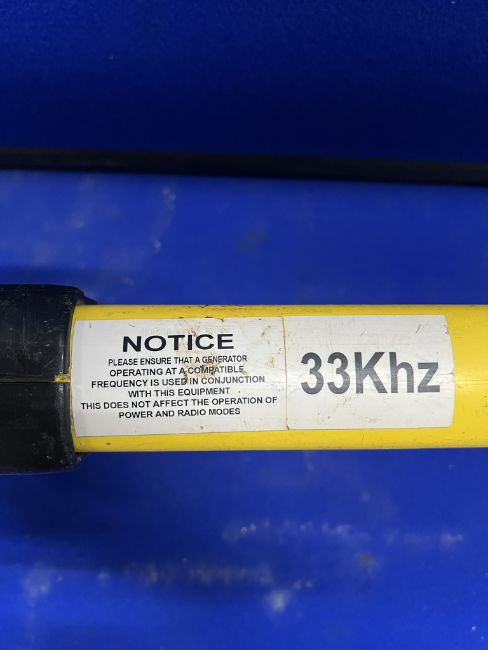 NOTICE
PLEASE ENSURE THAT A GENERATOR
OPERATING AT A COMPATIBLE
FREQUENCY IS USED IN CONJUNCTION
WITH THIS EQUIPMENT
THIS DOES NOT AFFECT THE OPERATION OF
POWER AND RADIO MODES
33Khz